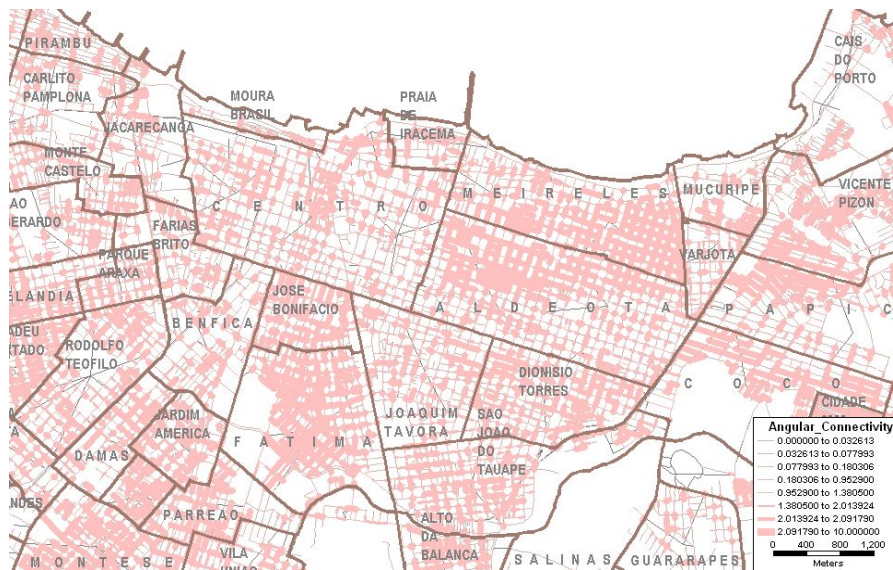 PIRAMBU
CAIS
DO
PORTO
CARLITO
PAMPLONA
MOURA
BRASIL
PRAIA
DE
IRACEMA
JACARECANGA
MONTE
CASTELO
MUCURIPE
VICENTE
PIZON
MEIRELES
CENTRO
FARIAS
BRITO
PARQUE
ARAXA
VARJOTA
JOSE
BONIFACIO
ALDEOTA
BENFICA
RODOLFO
TEOFILO
DIONISIO
TORRES
COCO
CIDADE
JARDIM
AMERICA
FATIMA
JOAQUIM
TAVORA
SAO
JOAO
DO
TAUAPE
DAMAS
PARREAO
ALTO
DA
BALANCA
MONTESE
VILA
SALINAS
GUARARAPES
Angular_Connectivity
0.000000 to 0.032613
0.032613 to 0.077993
0.077993 to 0.180306
0.180306 to 0.952900
0.952900 to 1.380500
1.380500 to 2.013924
2.013924 to 2.091790
2.091790 to 10.000000
0 400 800 1,200
Meters